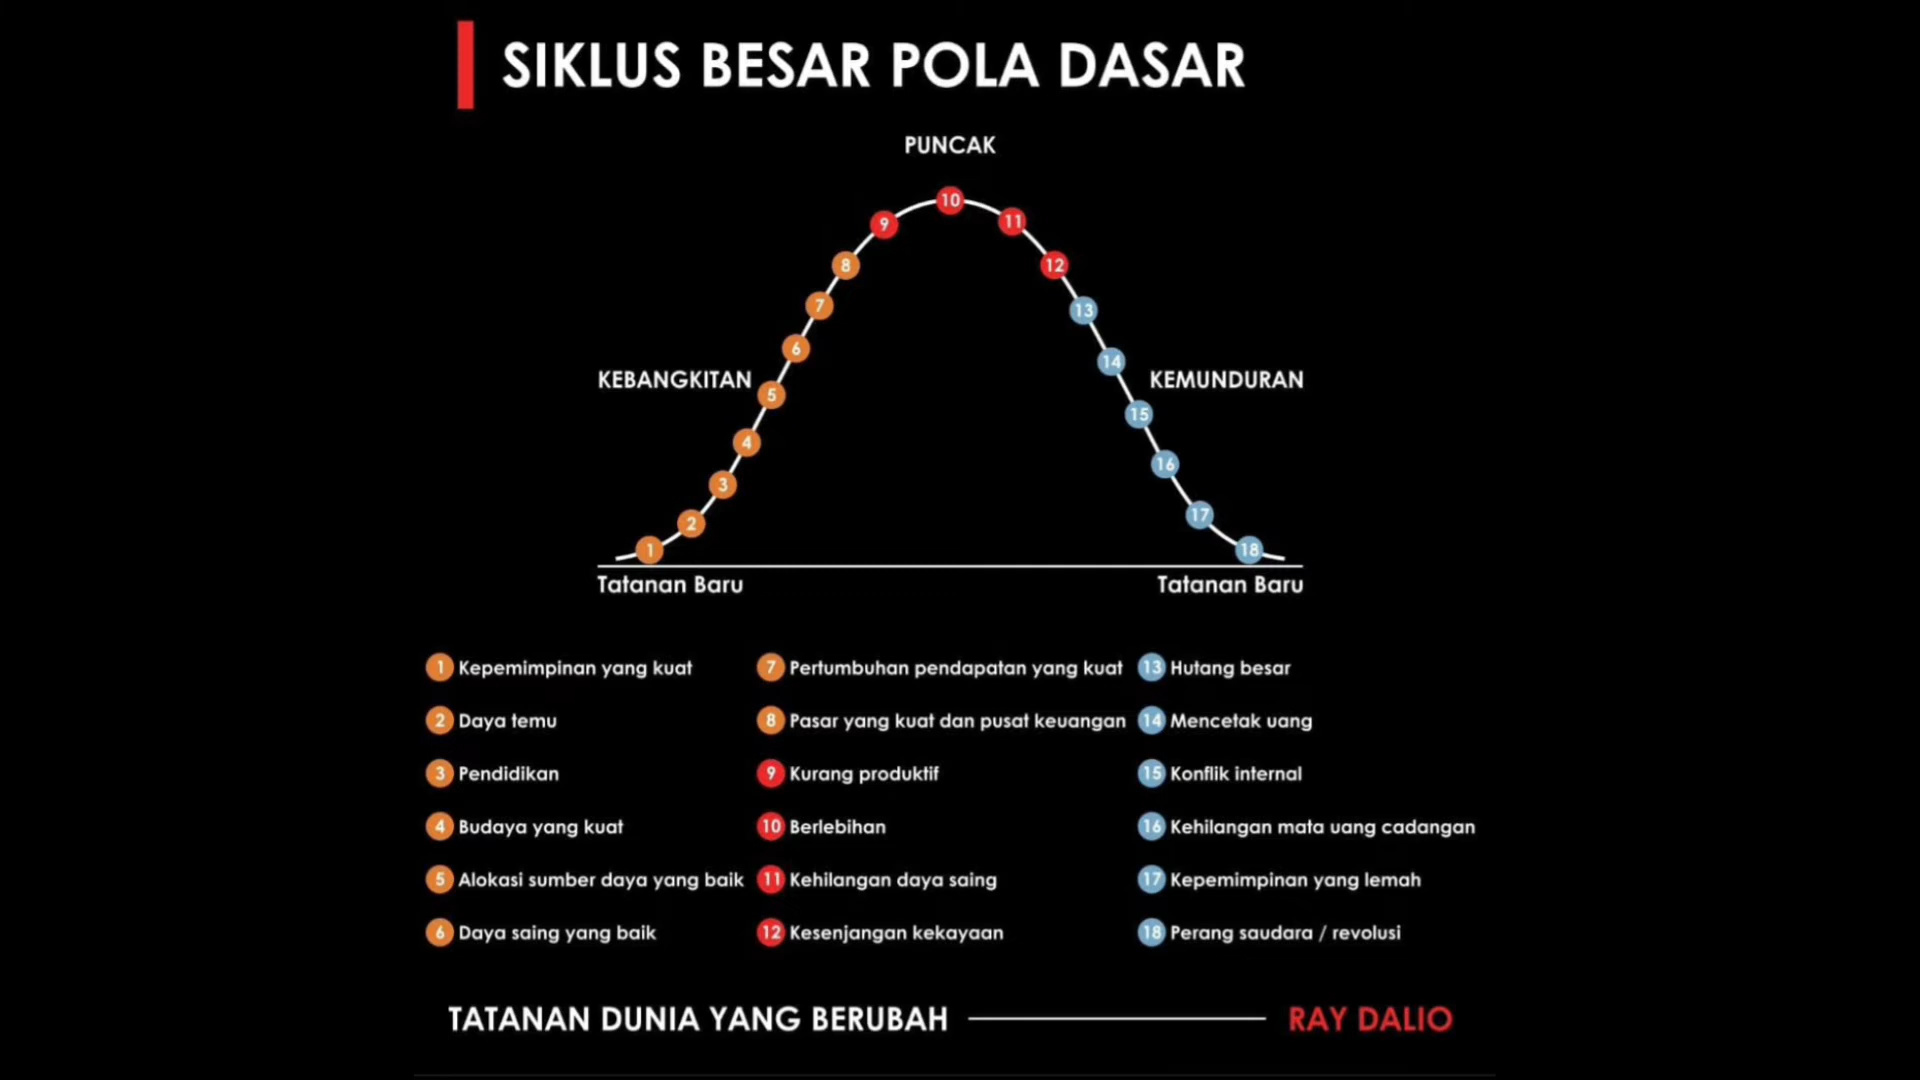 SIKLUS BESAR POLA DASAR
PUNCAK
10
9
11
8
12
7
13
6
14
KEBANGKITAN
KEMUNDURAN
5
15
4
16
3
17
2
1
18
Tatanan Baru
Tatanan Baru
1 Kepemimpinan yang kuat
2 Daya temu
3 Pendidikan
4 Budaya yang kuat
5 Alokasi sumber daya yang baik
6 Daya saing yang baik
7 Pertumbuhan pendapatan yang kuat
8 Pasar yang kuat dan pusat keuangan
9 Kurang produktif
10 Berlebihan
11 Kehilangan daya saing
12 Kesenjangan kekayaan
13 Hutang besar
14 Mencetak uang
15 Konflik internal
16 Kehilangan mata uang cadangan
17 Kepemimpinan yang lemah
18 Perang saudara / revolusi
TATANAN DUNIA YANG BERUBAH
RAY DALIO